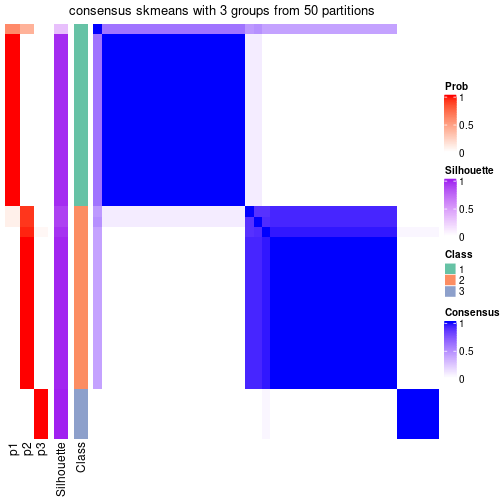 consensus skmeans with 3 groups from 50 partitions
Prob
1
0.5
0
Silhouette
1
0.5
0
Class
1
2
3
Consensus
1
0.5
0
p1
p2
p3
Silhouette
Class